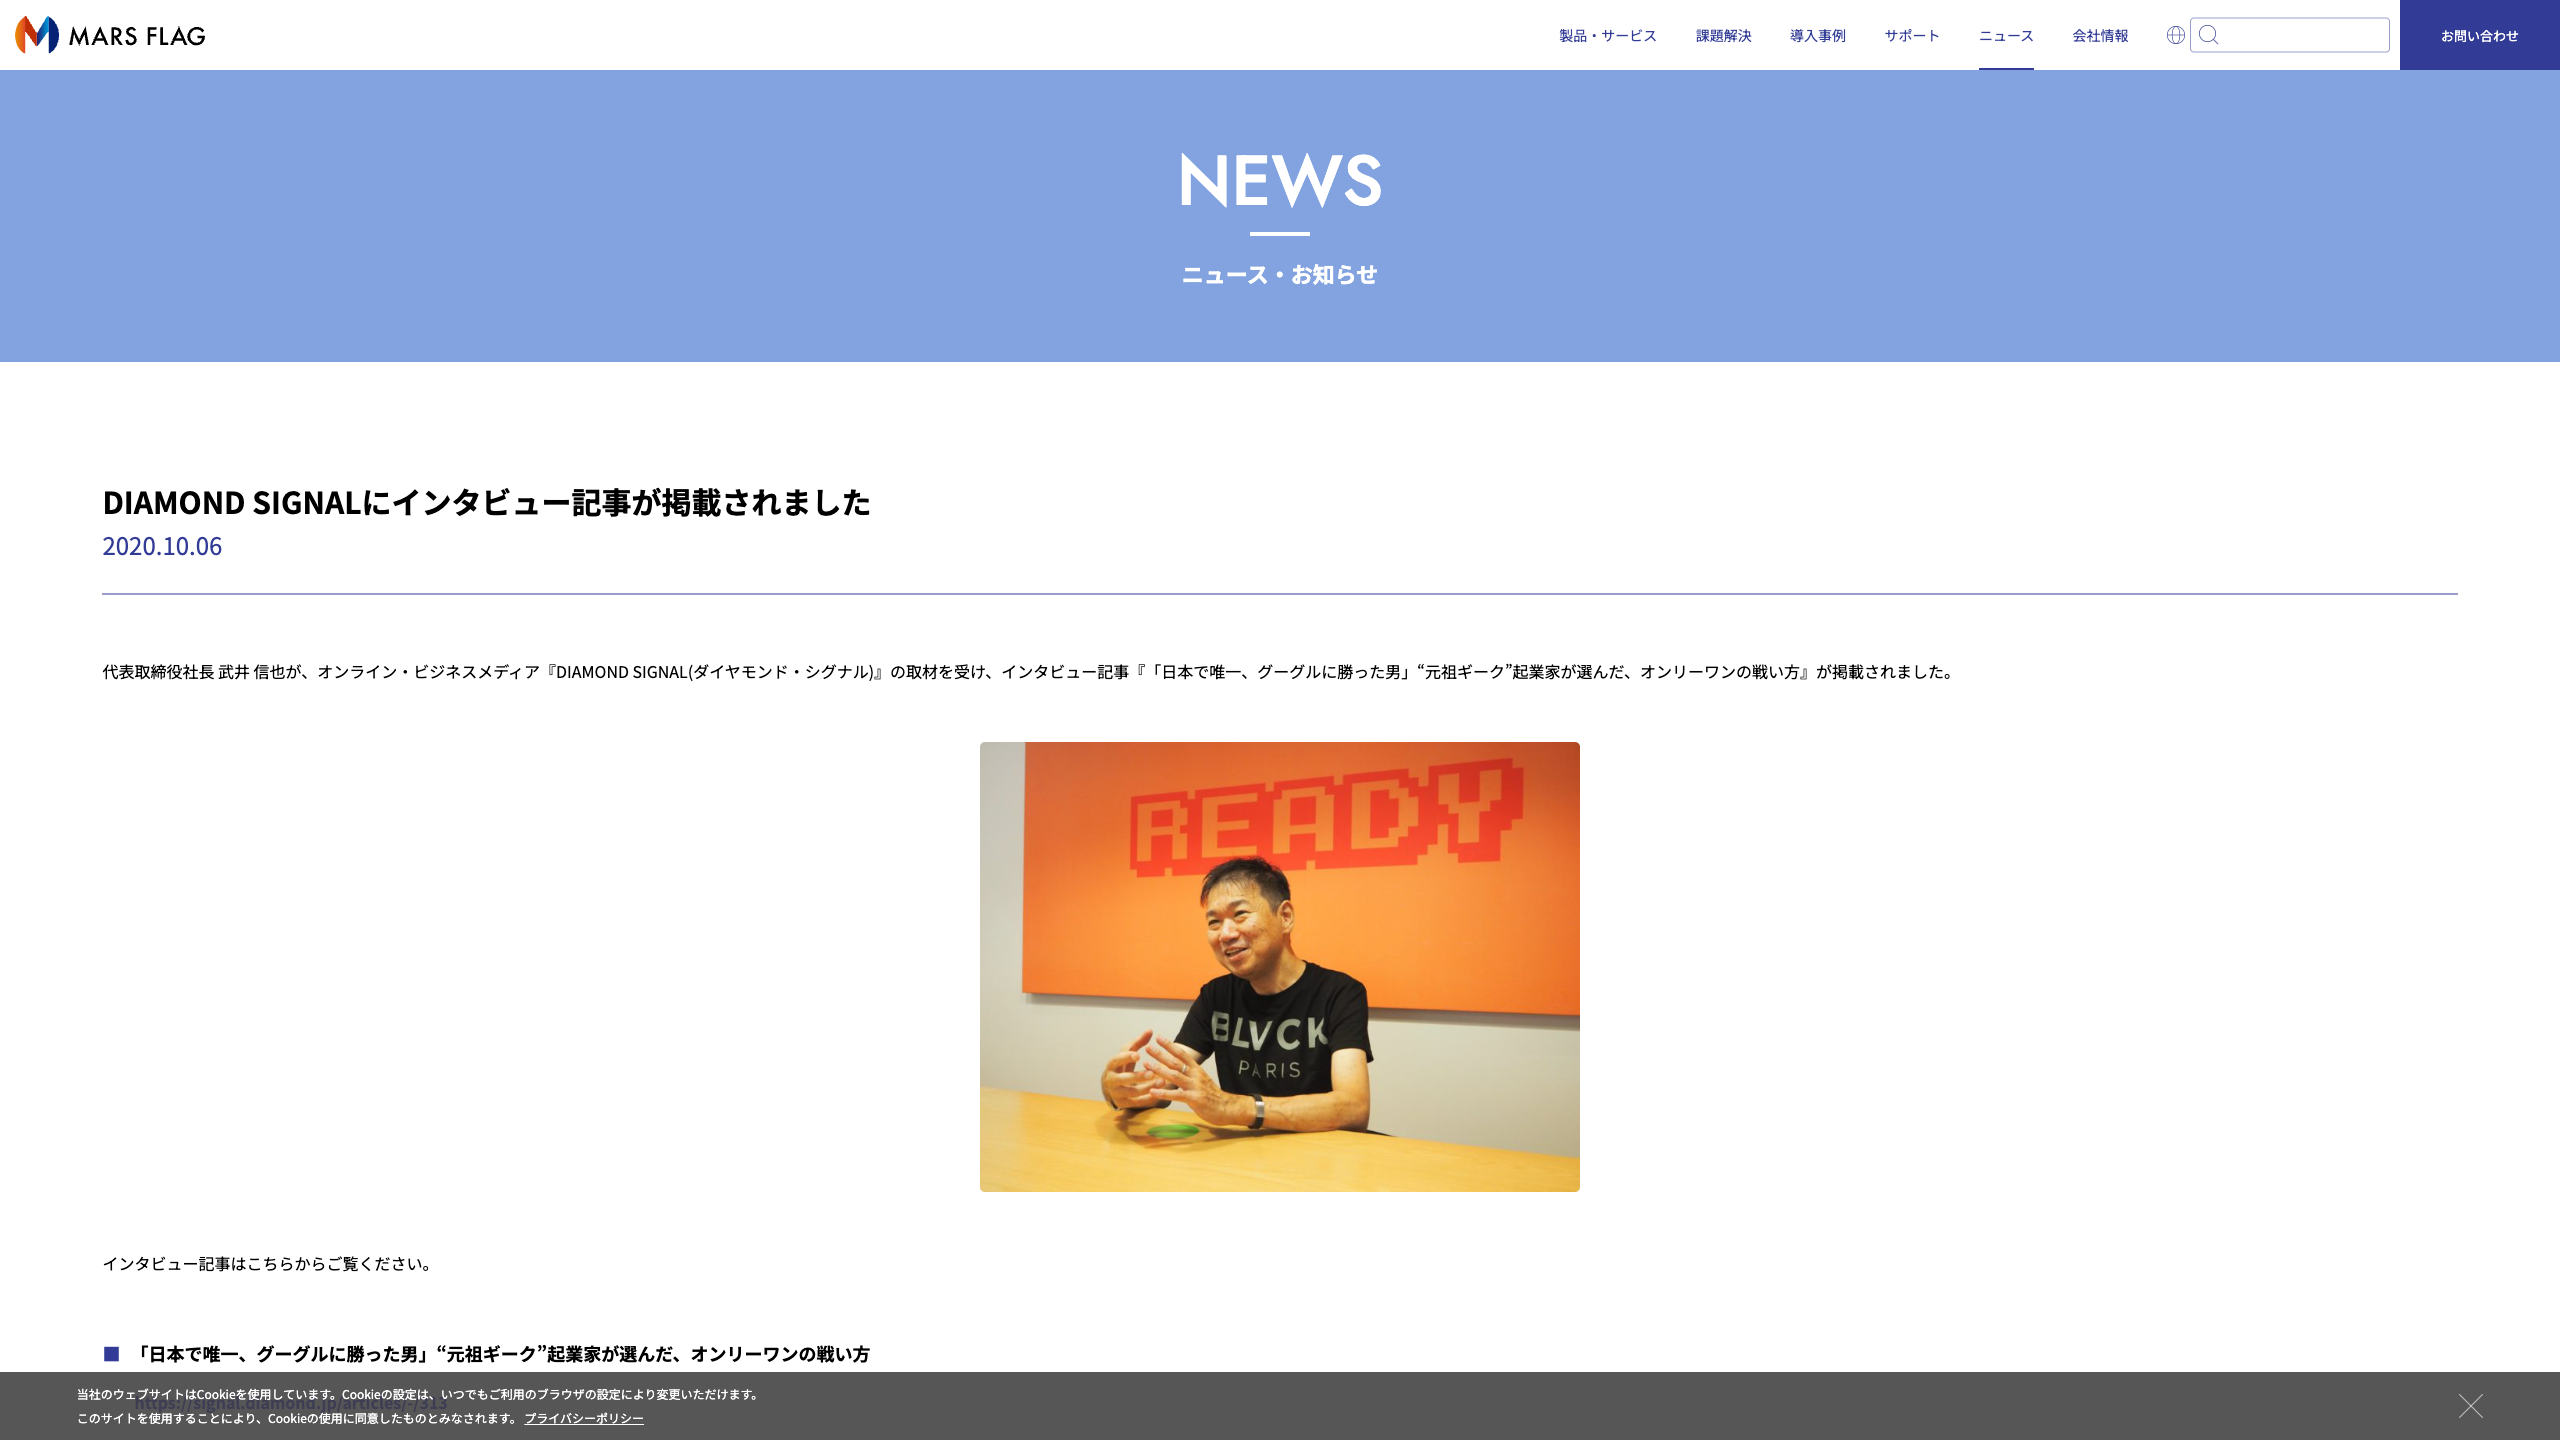 MARS FLAG
製品・サービス
課題解決
導入事例
サポート
ニュース
会社情報
お問い合わせ
NEWS
ニュース・お知らせ
DIAMOND SIGNALにインタビュー記事が掲載されました
2020.10.06
代表取締役社長 武井 信也が、オンライン・ビジネスメディア『DIAMOND SIGNAL(ダイヤモンド・シグナル)』の取材を受け、インタビュー記事『「日本で唯一、グーグルに勝った男」“元祖ギーク”起業家が選んだ、オンリーワンの戦い方』が掲載されました。
READY
BLVCK
PARIS
インタビュー記事はこちらからご覧ください。
■ 「日本で唯一、グーグルに勝った男」“元祖ギーク”起業家が選んだ、オンリーワンの戦い方
当社のウェブサイトはCookieを使用しています。Cookieの設定は、いつでもご利用のブラウザの設定により変更いただけます。
https://signal.diamond.jp/articles/-/313
このサイトを使用することにより、Cookieの使用に同意したものとみなされます。 プライバシーポリシー